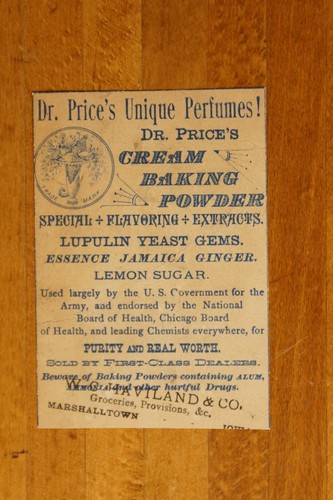 Dr. Price's Unique Perfumes!
DR. PRICE'S
CREAM
BAKING
POWDER
TRADE MARK
SPECIAL + FLAVORING + EXTRACTS.
LUPULIN YEAST GEMS.
ESSENCE JAMAICA GINGER.
LEMON SUGAR.
Used largely by the U. S. Government for the
Army, and endorsed by the National
Board of Health, Chicago Board
of Health, and leading Chemists everywhere, for
PURITY AND REAL WORTH.
SOLD BY FIRST-CLASS DEALERS.
Beware of Baking Powders containing ALUM,
and other hurtful Drugs.
HAVILAND & CO.
Groceries, Provisions, &c.
MARSHALLTOWN